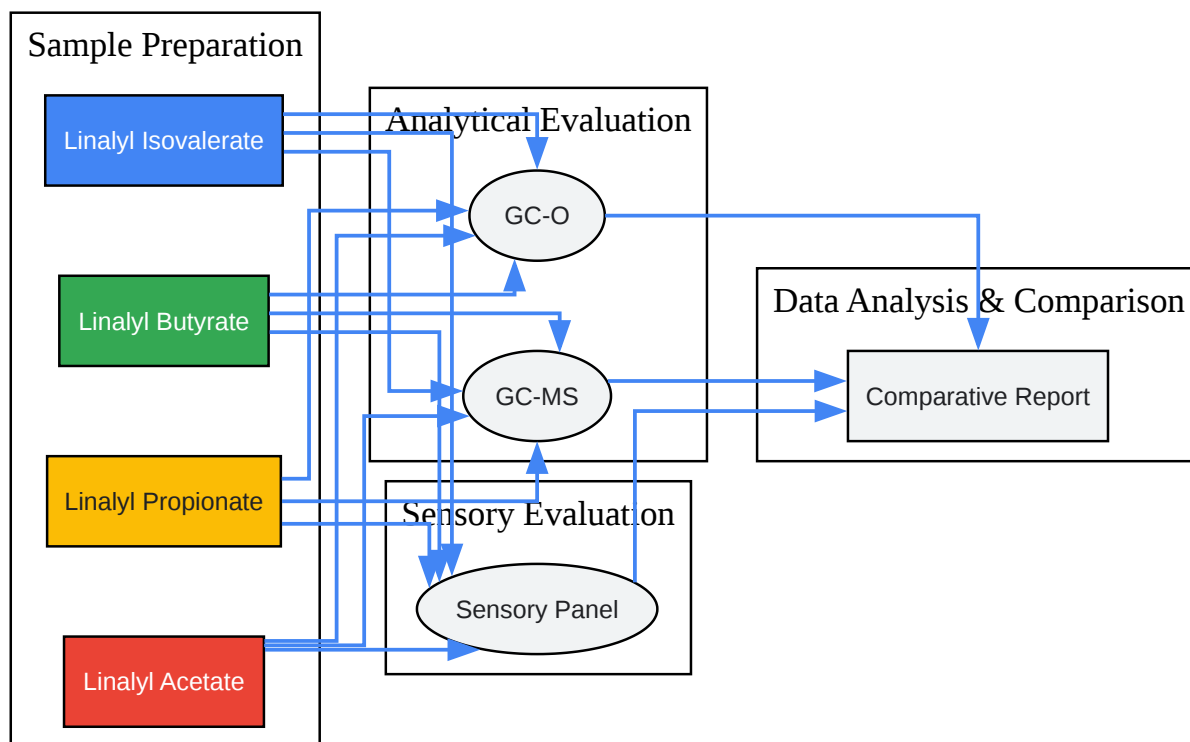 Sample Preparation
Linalyl Isovalerate
Linalyl Butyrate
Linalyl Propionate
Linalyl Acetate
Analytical Evaluation
GC-O
GC-MS
Sensory Evaluation
Sensory Panel
Data Analysis & Comparison
Comparative Report